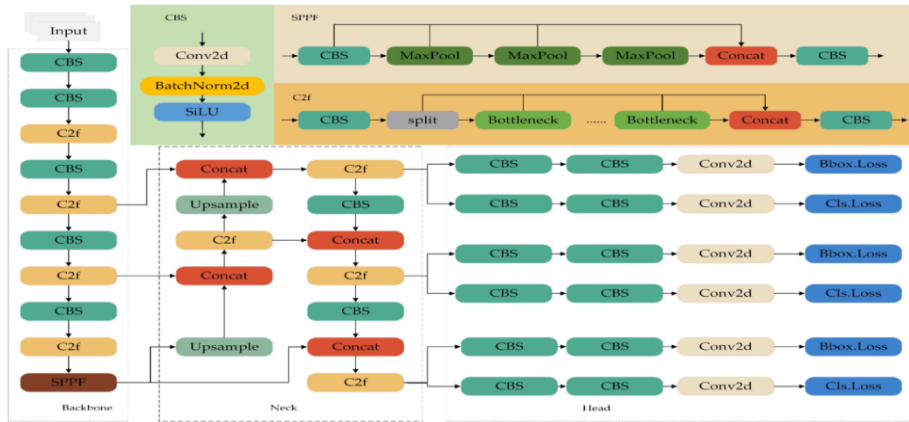 Input
CBS
CBS
C2f
CBS
C2f
CBS
C2f
CBS
C2f
SPPF
Backbone
CBS
Conv2d
BatchNorm2d
SiLU
SPPF
CBS MaxPool MaxPool MaxPool Concat CBS
C2f
CBS split Bottleneck ...... Bottleneck Concat CBS
Concat C2f
Upsample CBS
C2f Concat
Concat C2f
CBS
Upsample Concat
C2f
Neck
CBS CBS Conv2d Bbox.Loss
CBS CBS Conv2d Cls.Loss
CBS CBS Conv2d Bbox.Loss
CBS CBS Conv2d Cls.Loss
CBS CBS Conv2d Bbox.Loss
CBS CBS Conv2d Cls.Loss
Head